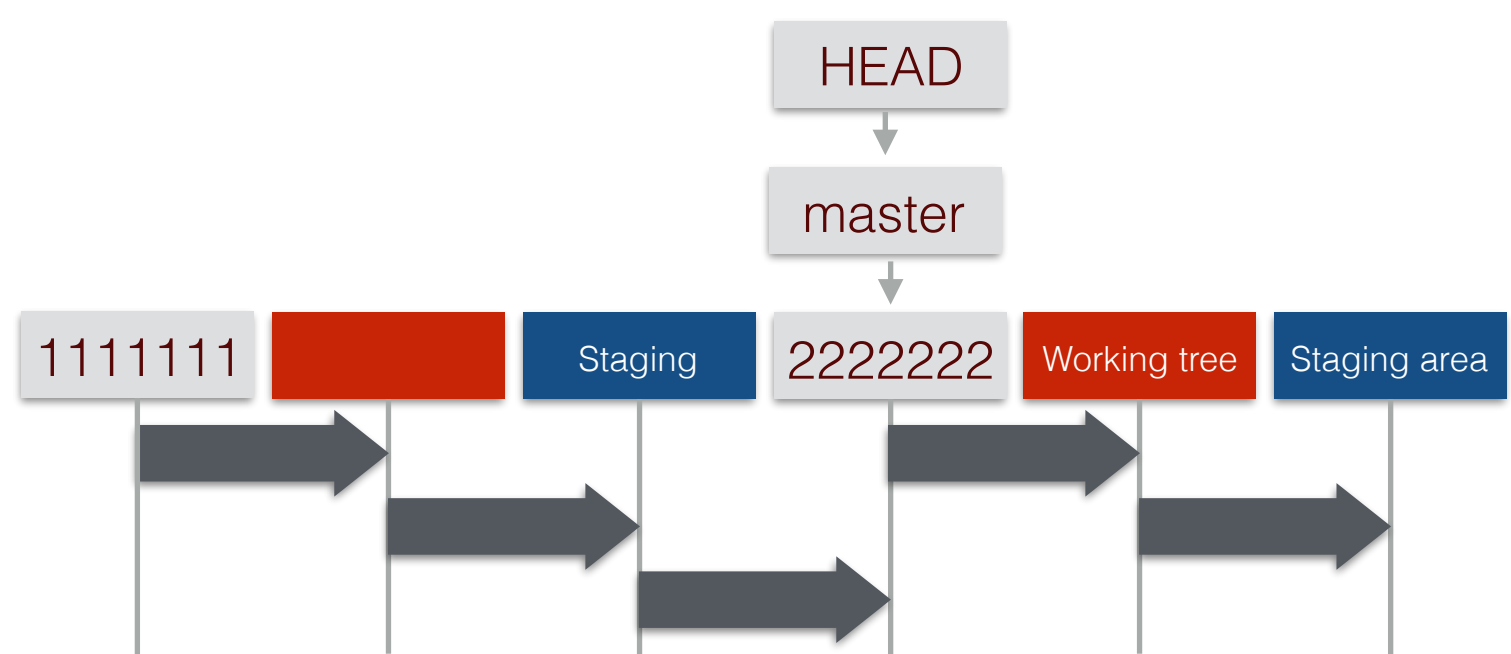 HEAD
master
1111111
Staging
2222222
Working tree
Staging area